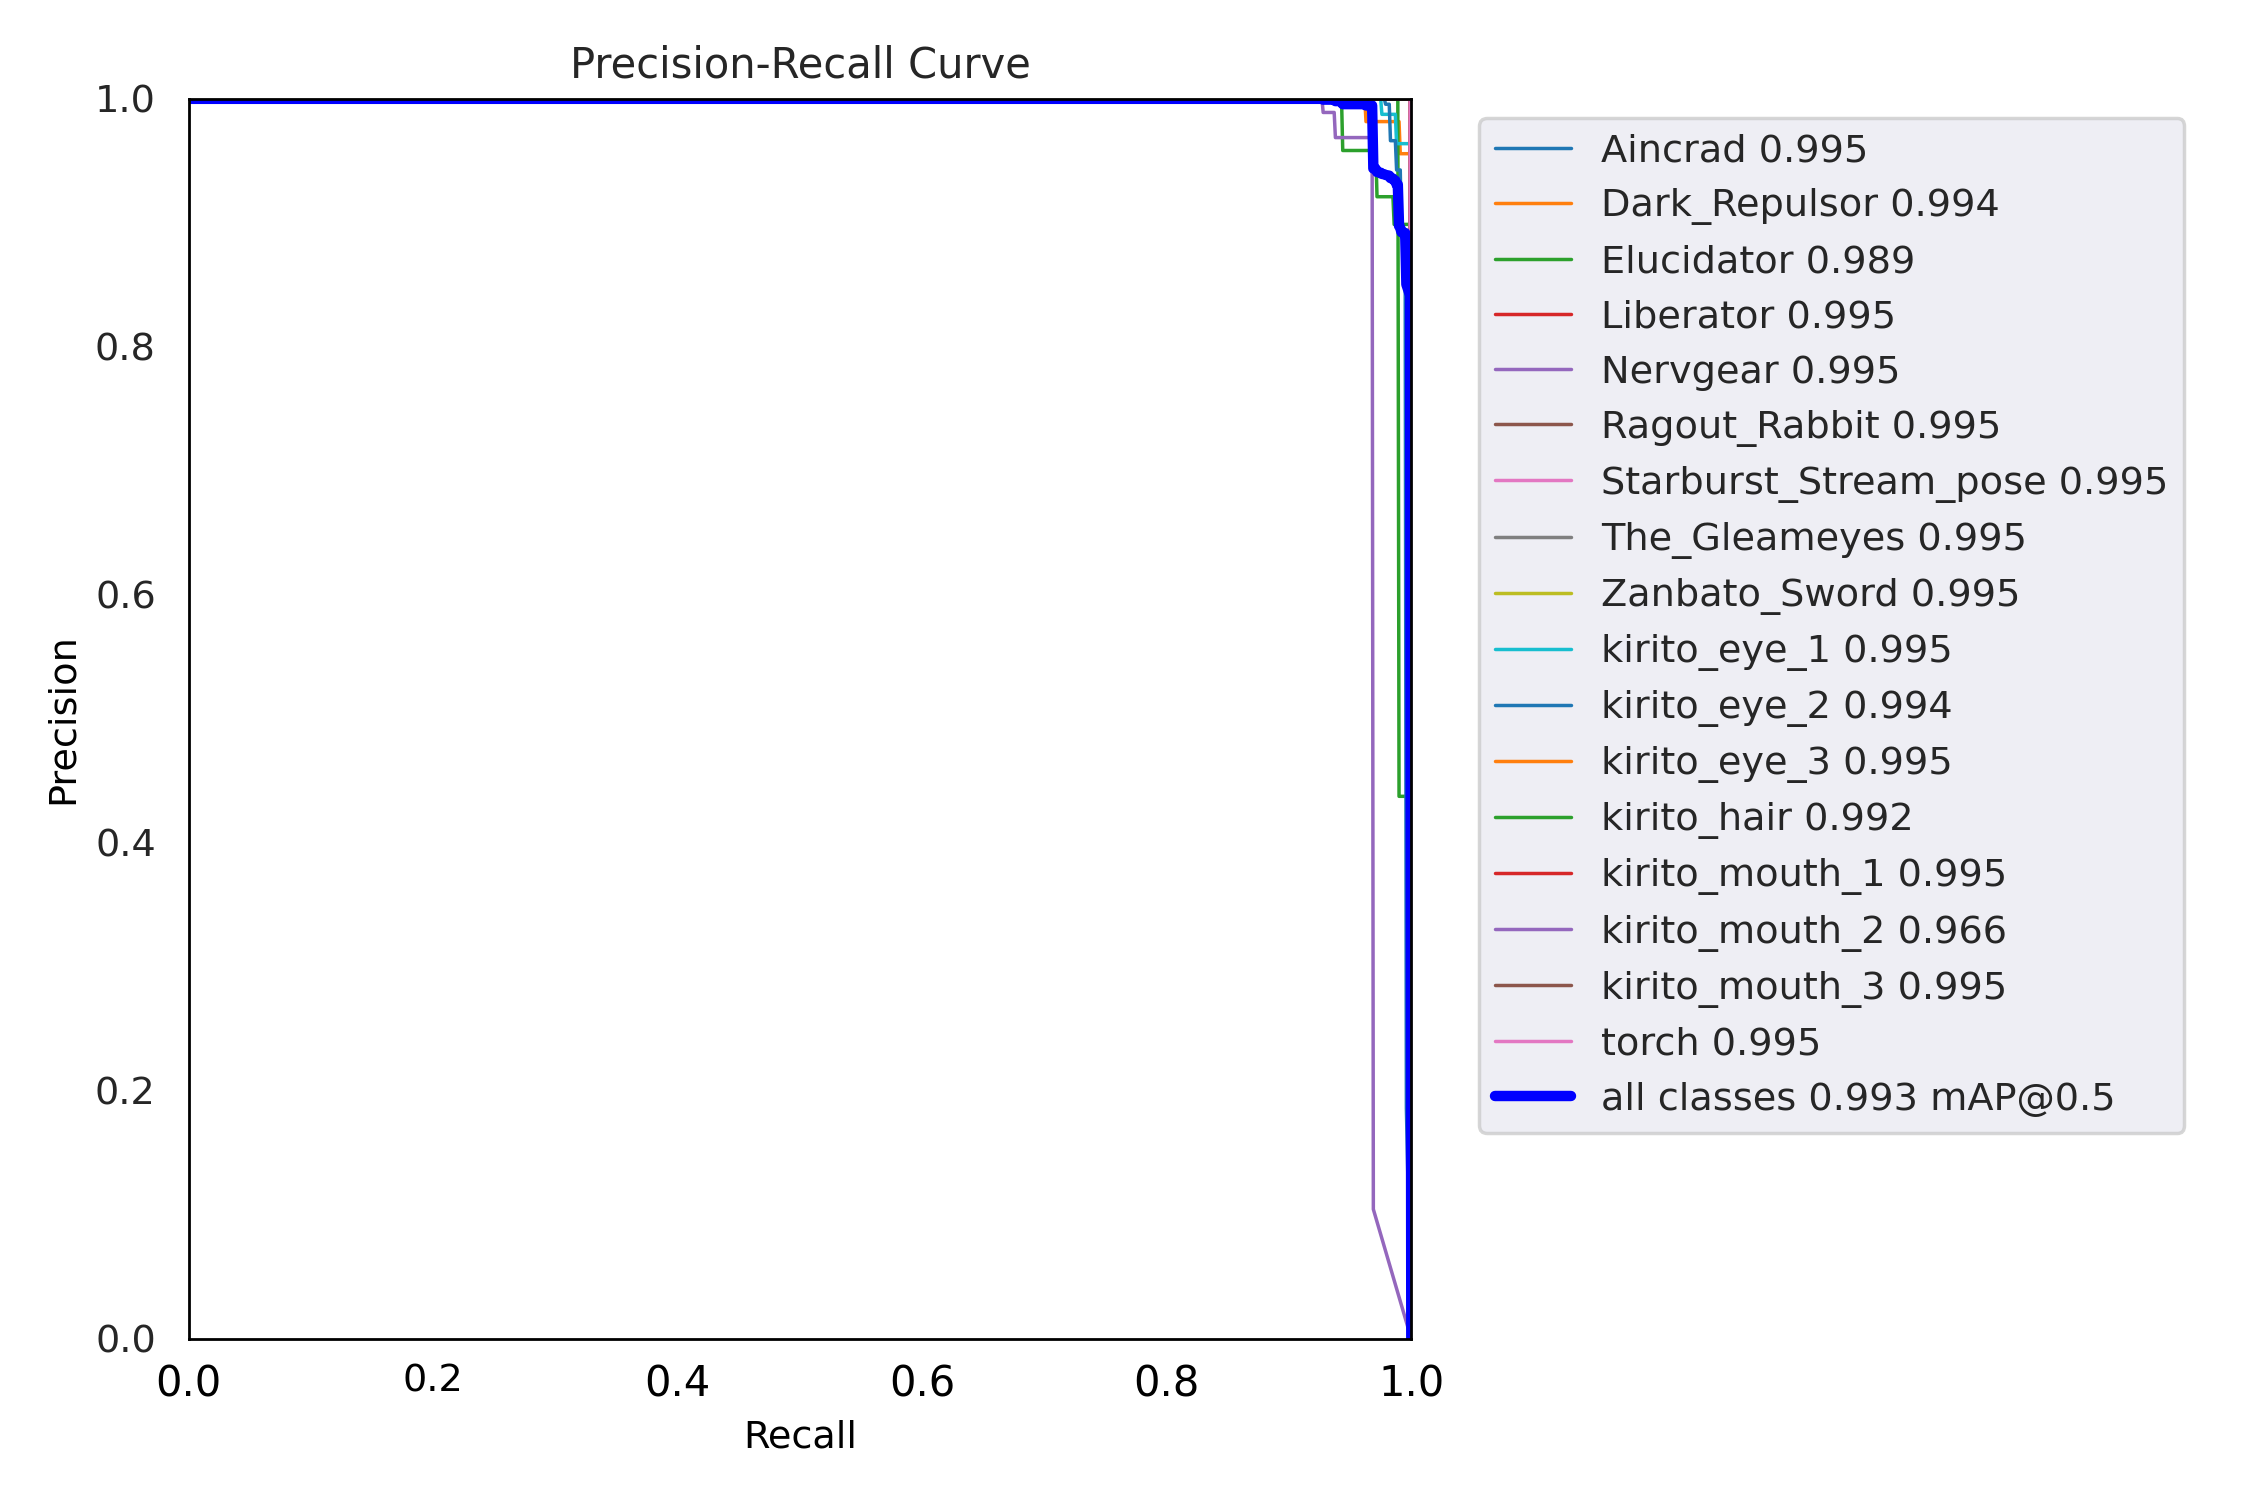 Precision-Recall Curve
1.0
0.8
0.6
0.4
0.2
0.0
Precision
0.0 0.2 0.4 0.6 0.8 1.0
Recall
Aincrad 0.995
Dark_Repulsor 0.994
Elucidator 0.989
Liberator 0.995
Nervgear 0.995
Ragout_Rabbit 0.995
Starburst_Stream_pose 0.995
The_Gleameyes 0.995
Zanbato_Sword 0.995
kirito_eye_1 0.995
kirito_eye_2 0.994
kirito_eye_3 0.995
kirito_hair 0.992
kirito_mouth_1 0.995
kirito_mouth_2 0.966
kirito_mouth_3 0.995
torch 0.995
all classes 0.993 mAP@0.5